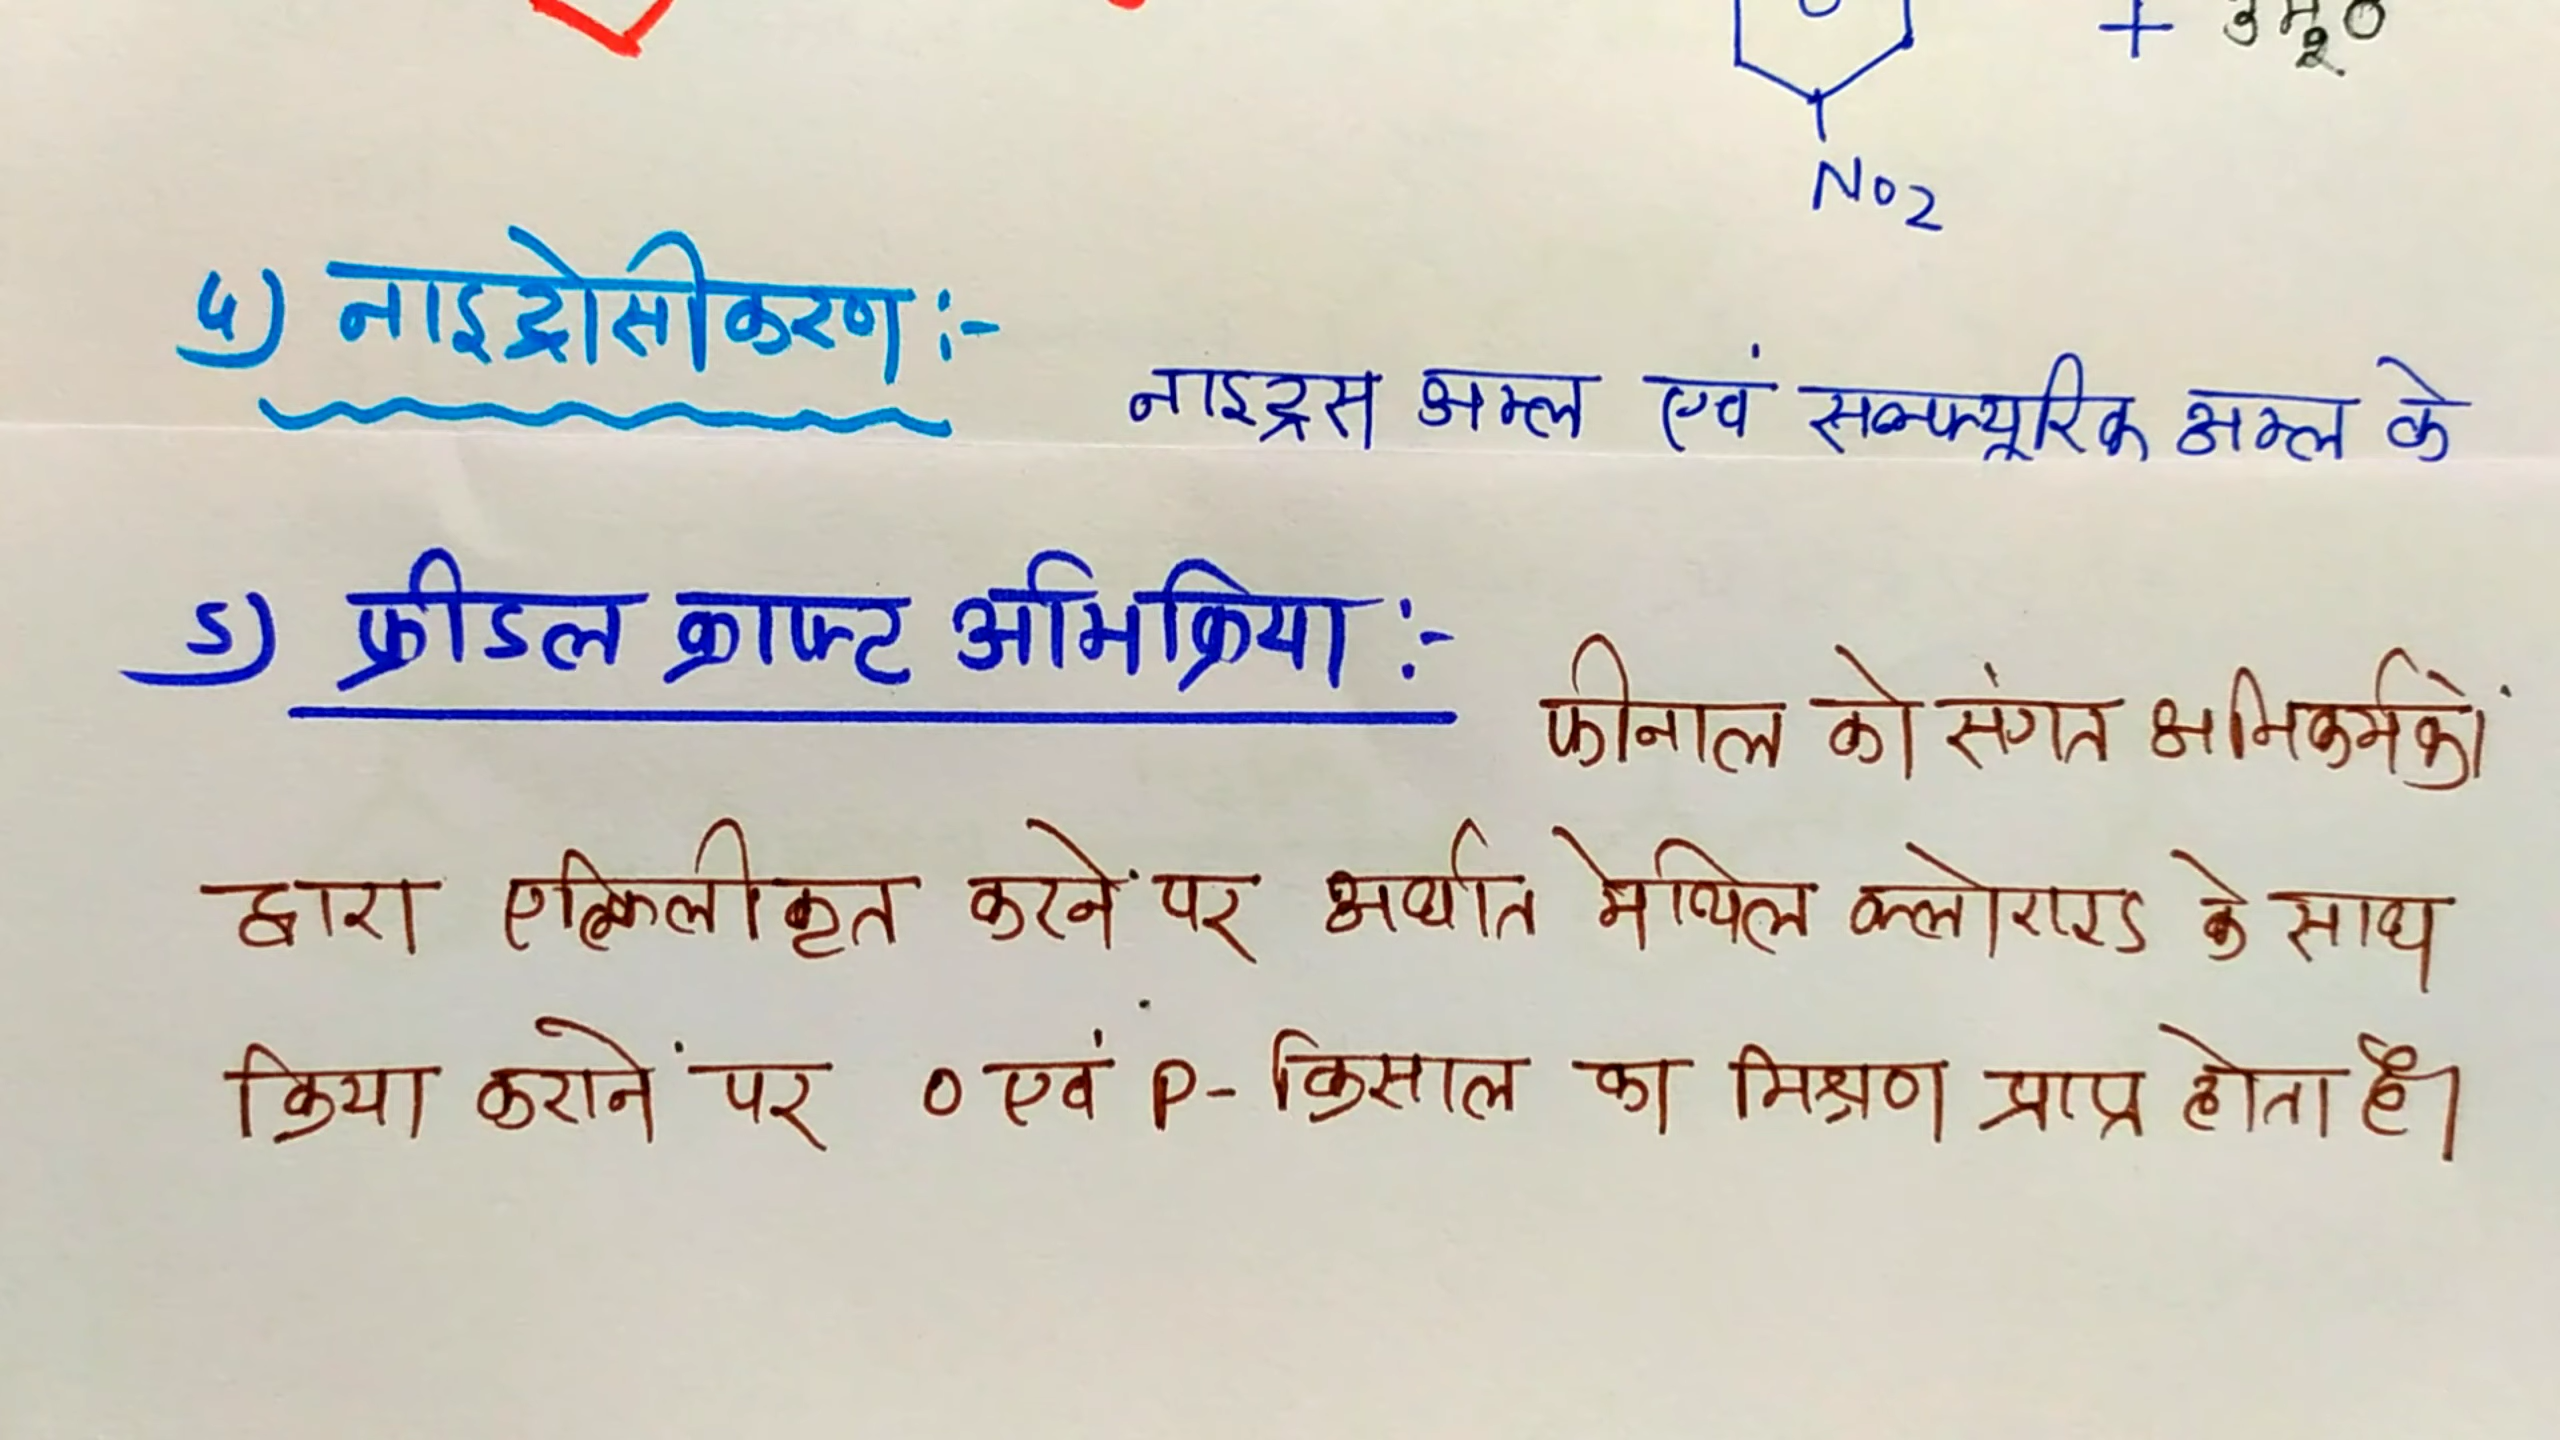 + 3H2O
NO2
4) नाइट्रोसीकरण :-
नाइट्रस अम्ल एवं सल्फ्यूरिक अम्ल के
5) फ्रीडल क्राफ्ट अभिक्रिया :-
फीनाल को संगत अभिकर्मकों
द्वारा एल्किलीकृत करनें पर अर्थात मेथिल क्लोराइड के साथ
क्रिया करानें पर o एवं P- क्रिसाल का मिश्रण प्राप्त होता है।